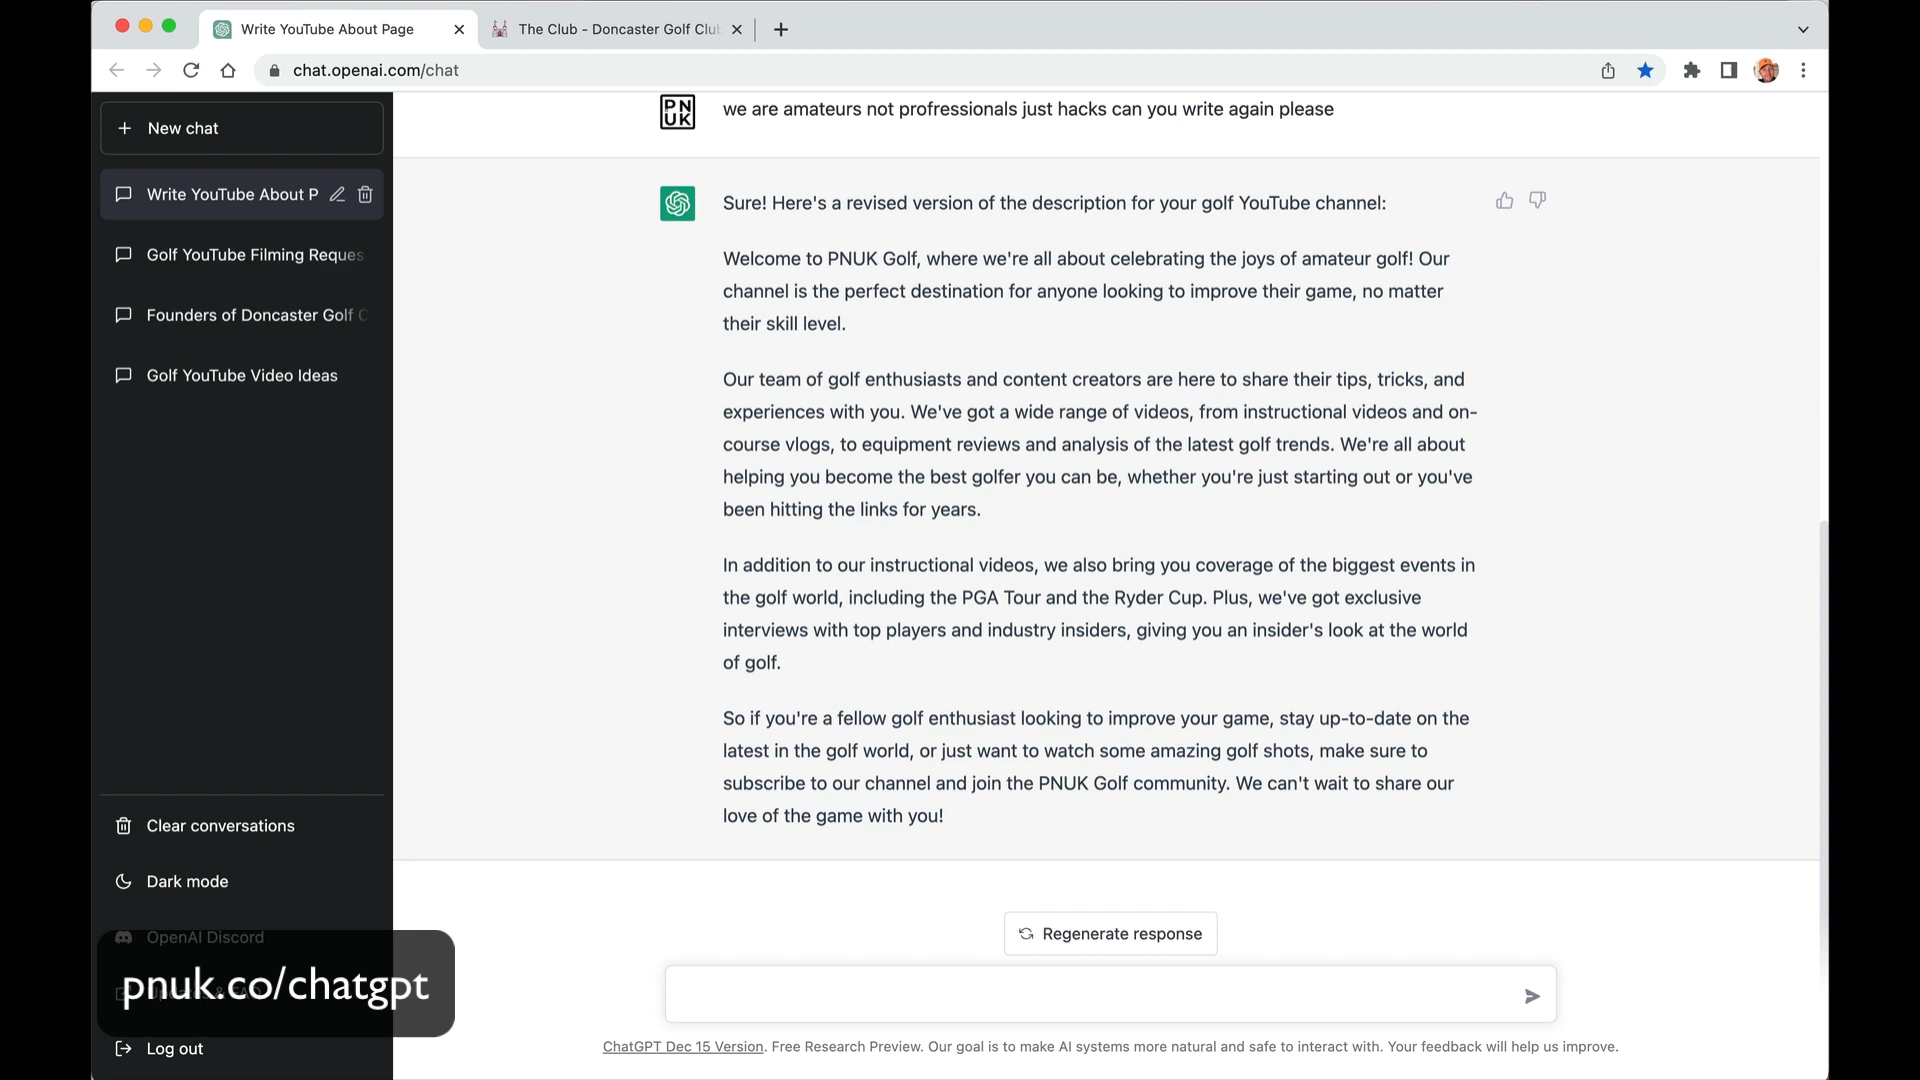 Write YouTube About Page
The Club - Doncaster Golf Clu
chat.openai.com/chat
New chat
Write YouTube About P
Golf YouTube Filming Reques
Founders of Doncaster Golf C
Golf YouTube Video Ideas
PN
UK
we are amateurs not profressionals just hacks can you write again please
Sure! Here's a revised version of the description for your golf YouTube channel:
Welcome to PNUK Golf, where we're all about celebrating the joys of amateur golf! Our
channel is the perfect destination for anyone looking to improve their game, no matter
their skill level.
Our team of golf enthusiasts and content creators are here to share their tips, tricks, and
experiences with you. We've got a wide range of videos, from instructional videos and on-
course vlogs, to equipment reviews and analysis of the latest golf trends. We're all about
helping you become the best golfer you can be, whether you're just starting out or you've
been hitting the links for years.
In addition to our instructional videos, we also bring you coverage of the biggest events in
the golf world, including the PGA Tour and the Ryder Cup. Plus, we've got exclusive
interviews with top players and industry insiders, giving you an insider's look at the world
of golf.
So if you're a fellow golf enthusiast looking to improve your game, stay up-to-date on the
latest in the golf world, or just want to watch some amazing golf shots, make sure to
subscribe to our channel and join the PNUK Golf community. We can't wait to share our
love of the game with you!
Clear conversations
Dark mode
OpenAI Discord
pnuk.co/chatgpt
Log out
Regenerate response
ChatGPT Dec 15 Version. Free Research Preview. Our goal is to make AI systems more natural and safe to interact with. Your feedback will help us improve.